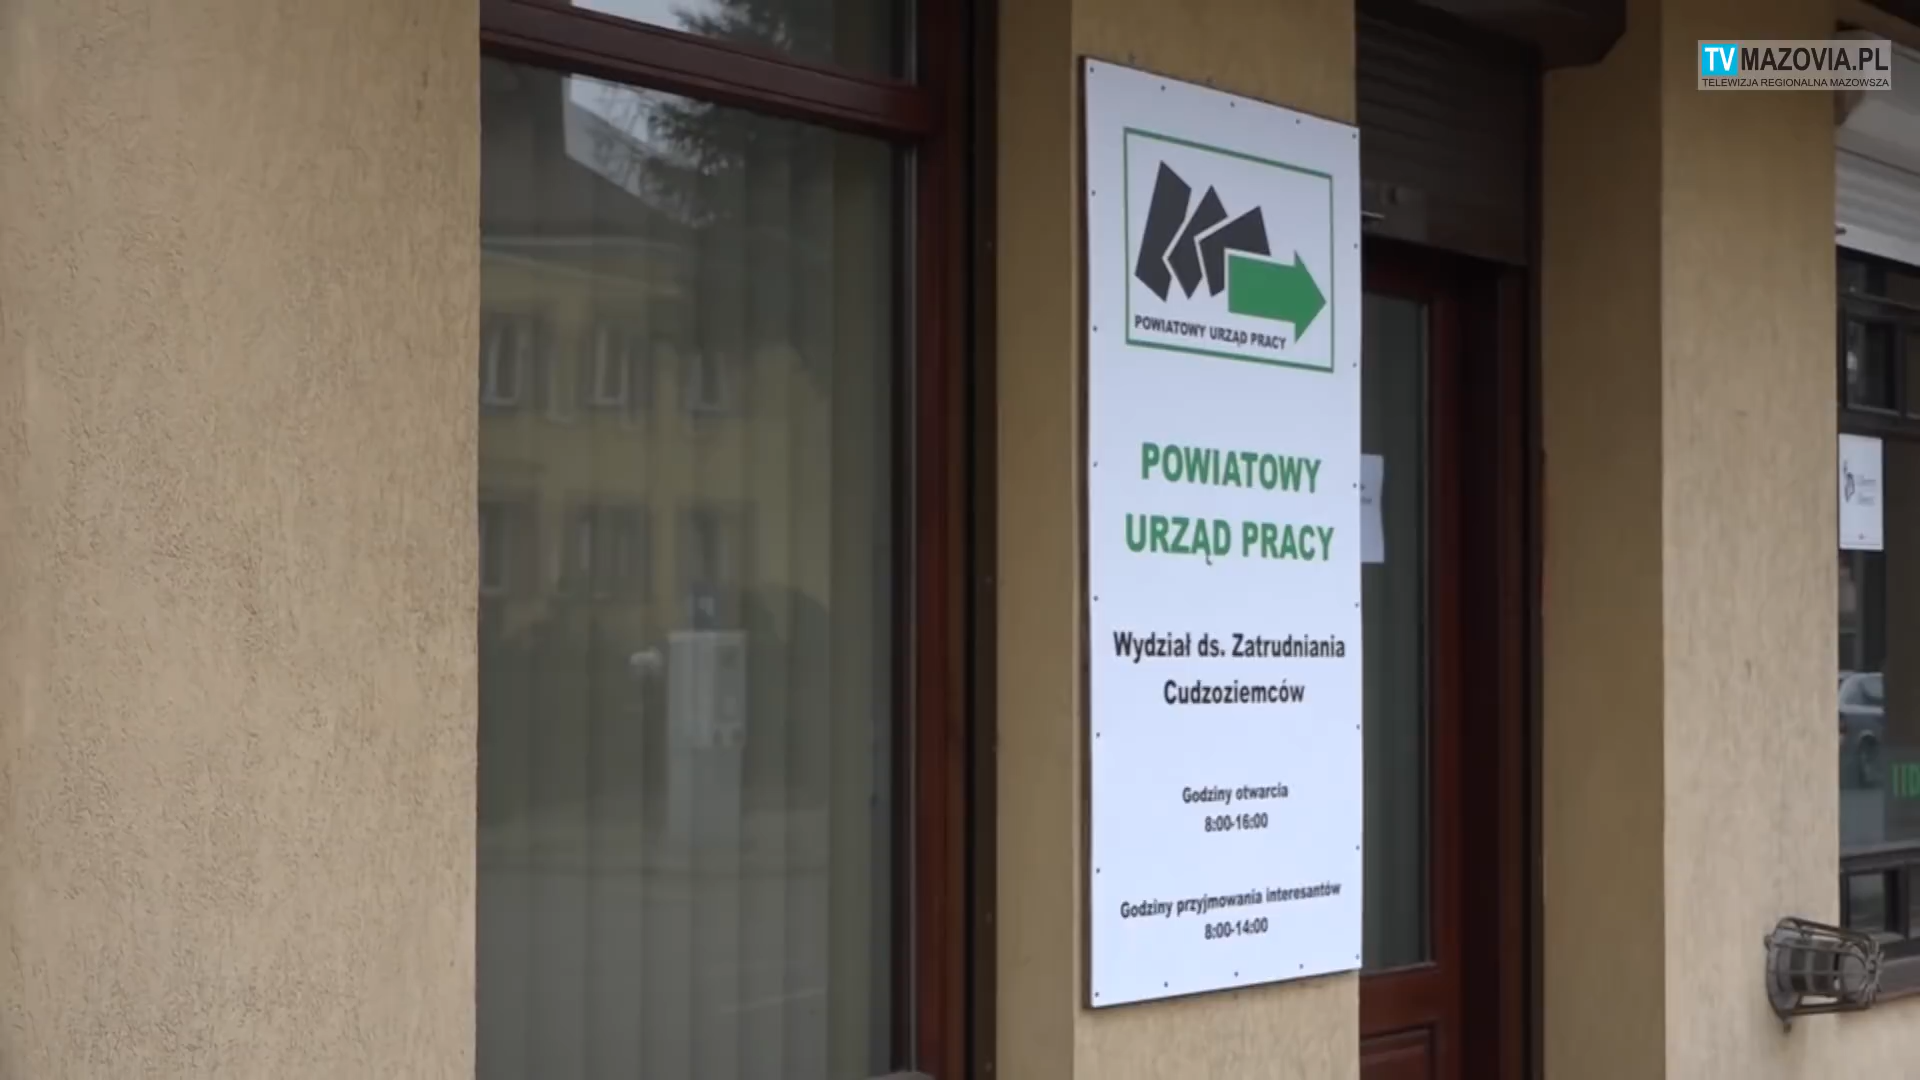 TVMAZOVIA.PL
TELEWIZJA REGIONALNA MAZOWSZA
POWIATOWY URZĄD PRACY
POWIATOWY
URZĄD PRACY
Wydział ds. Zatrudniania
Cudzoziemców
Godziny otwarcia
8:00-16:00
Godziny przyjmowania interesantów
8:00-14:00